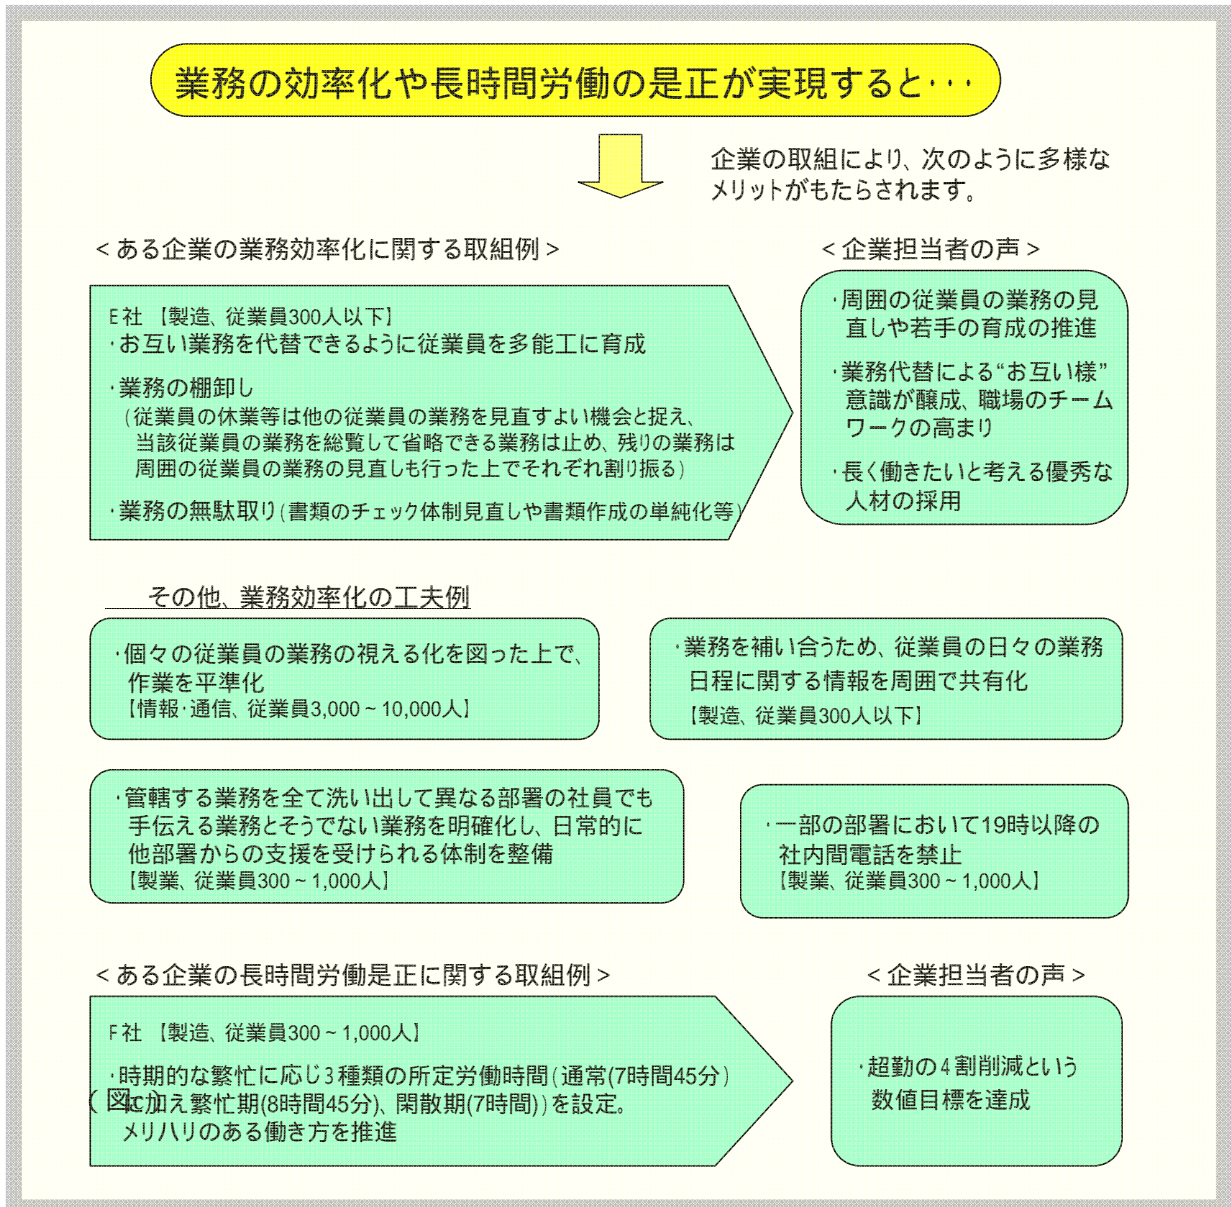 業務の効率化や長時間労働の是正が実現すると・・・
企業の取組により、次のように多様な
メリットがもたらされます。
<ある企業の業務効率化に関する取組例>
<企業担当者の声>
E社 【製造、従業員300人以下】
・お互い業務を代替できるように従業員を多能工に育成
・業務の棚卸し
(従業員の休業等は他の従業員の業務を見直すよい機会と捉え、
当該従業員の業務を総覧して省略できる業務は止め、残りの業務は
周囲の従業員の業務の見直しも行った上でそれぞれ割り振る)
・業務の無駄取り(書類のチェック体制見直しや書類作成の単純化等)
・周囲の従業員の業務の見
直しや若手の育成の推進
・業務代替による“お互い様”
意識が醸成、職場のチーム
ワークの高まり
・長く働きたいと考える優秀な
人材の採用
その他、業務効率化の工夫例
・個々の従業員の業務の視える化を図った上で、
作業を平準化
【情報・通信、従業員3,000~10,000人】
・業務を補い合うため、従業員の日々の業務
日程に関する情報を周囲で共有化
【製造、従業員300人以下】
・管轄する業務を全て洗い出して異なる部署の社員でも
手伝える業務とそうでない業務を明確化し、日常的に
他部署からの支援を受けられる体制を整備
【製業、従業員300~1,000人】
・一部の部署において19時以降の
社内間電話を禁止
【製業、従業員300~1,000人】
<ある企業の長時間労働是正に関する取組例>
<企業担当者の声>
F社 【製造、従業員300~1,000人】
・時期的な繁忙に応じ3種類の所定労働時間(通常(7時間45分)
に加え繁忙期(8時間45分)、閑散期(7時間))を設定。
メリハリのある働き方を推進
・超勤の4割削減という
数値目標を達成